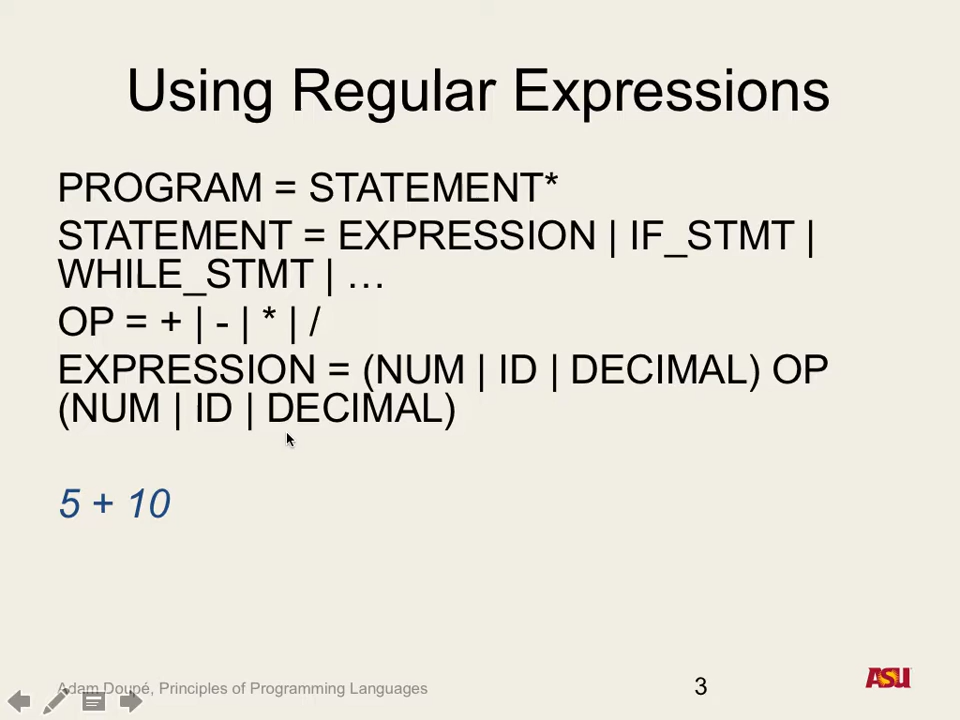 Using Regular Expressions
PROGRAM = STATEMENT*
STATEMENT = EXPRESSION | IF_STMT |
WHILE_STMT | …
OP = + | - | * | /
EXPRESSION = (NUM | ID | DECIMAL) OP
(NUM | ID | DECIMAL)
5 + 10
Adam Doupé, Principles of Programming Languages
3
ASU